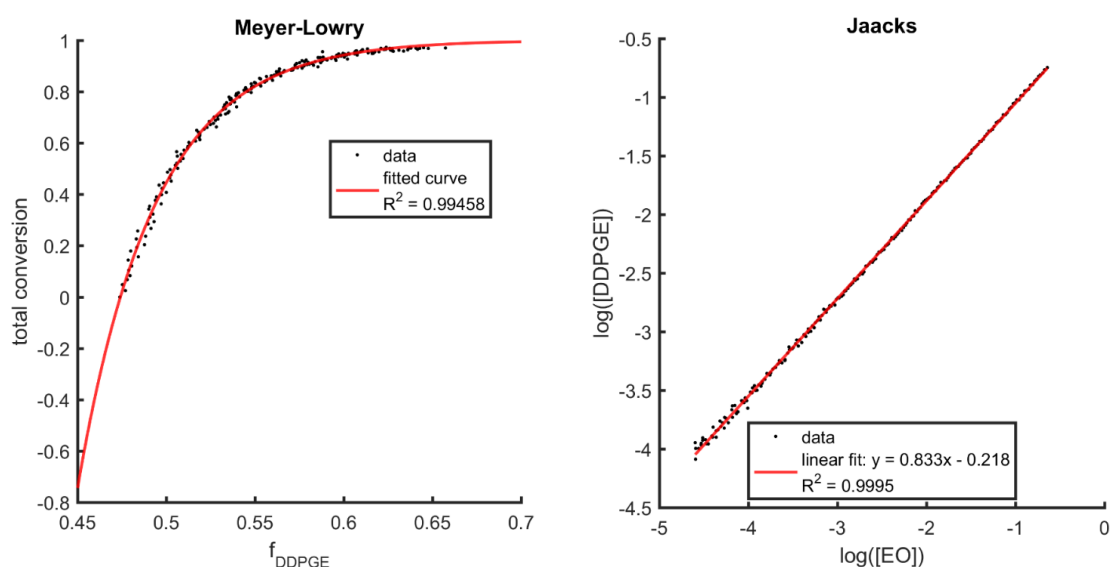 Meyer-Lowry
1
0.8
0.6
0.4
0.2
0
-0.2
-0.4
-0.6
-0.8
total conversion
data
fitted curve
R² = 0.99458
0.45
0.5
0.55
0.6
0.65
0.7
f_DDPGE
Jaacks
-0.5
-1
-1.5
-2
-2.5
-3
-3.5
-4
-4.5
log([DDPGE])
data
linear fit: y = 0.833x - 0.218
R² = 0.9995
-5
-4
-3
-2
-1
0
log([EO])